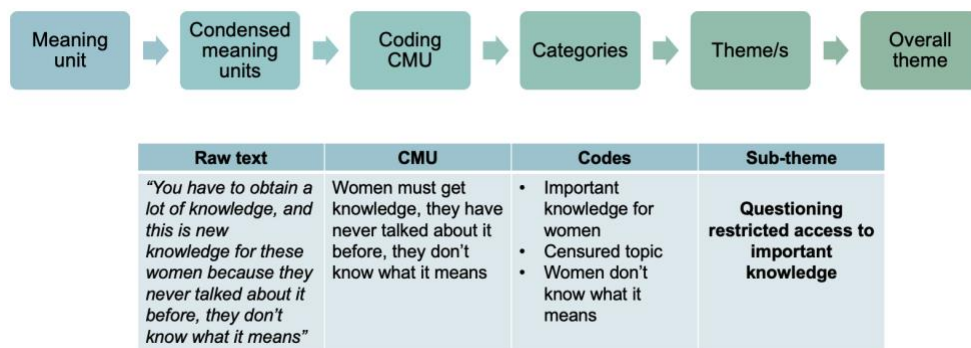 Meaning
unit
Condensed
meaning
units
Coding
CMU
Categories
Theme/s
Overall
theme
Raw text
CMU
Codes
Sub-theme
“You have to obtain a
lot of knowledge, and
this is new
knowledge for these
women because they
never talked about it
before, they don’t
know what it means”
Women must get
knowledge, they have
never talked about it
before, they don’t
know what it means
• Important
knowledge for
women
• Censured topic
• Women don’t
know what it
means
Questioning
restricted access to
important
knowledge